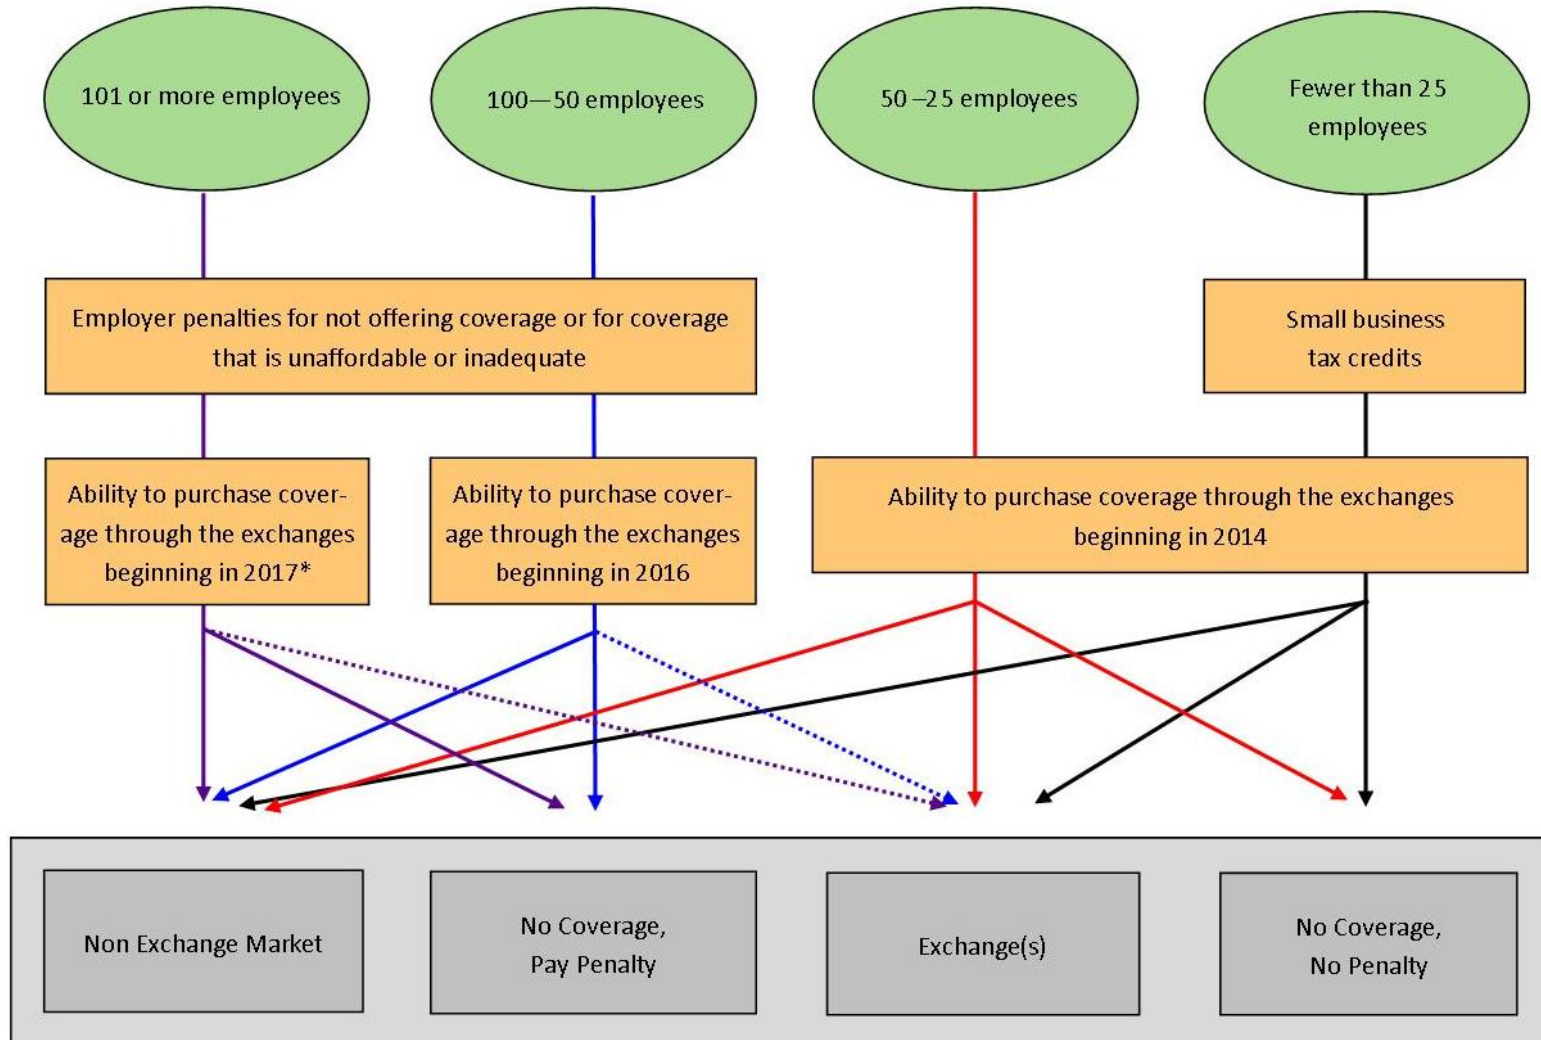 101 or more employees
100—50 employees
50 –25 employees
Fewer than 25
employees
Employer penalties for not offering coverage or for coverage
that is unaffordable or inadequate
Small business
tax credits
Ability to purchase cover-
age through the exchanges
beginning in 2017*
Ability to purchase cover-
age through the exchanges
beginning in 2016
Ability to purchase coverage through the exchanges
beginning in 2014
Non Exchange Market
No Coverage,
Pay Penalty
Exchange(s)
No Coverage,
No Penalty